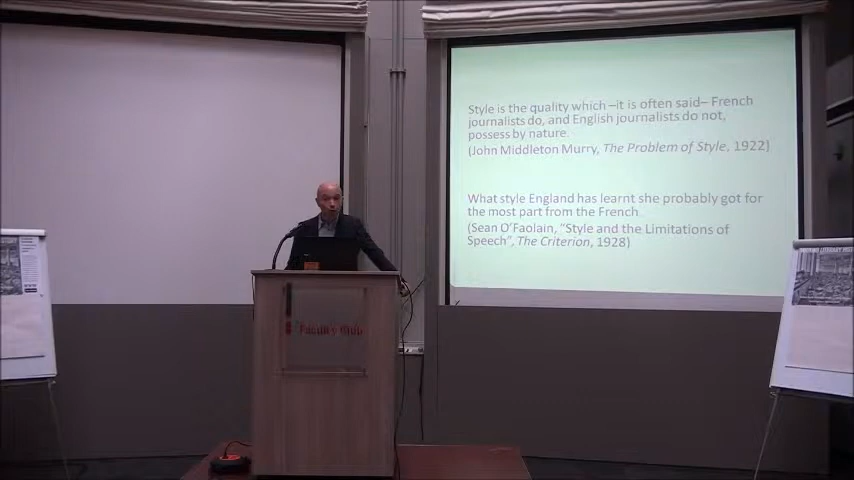 Style is the quality which –it is often said– French
journalists do, and English journalists do not,
possess by nature.
(John Middleton Murry, The Problem of Style, 1922)
What style England has learnt she probably got for
the most part from the French.
(Sean O'Faolain, "Style and the Limitations of
Speech", The Criterion, 1928)
Faculty Club